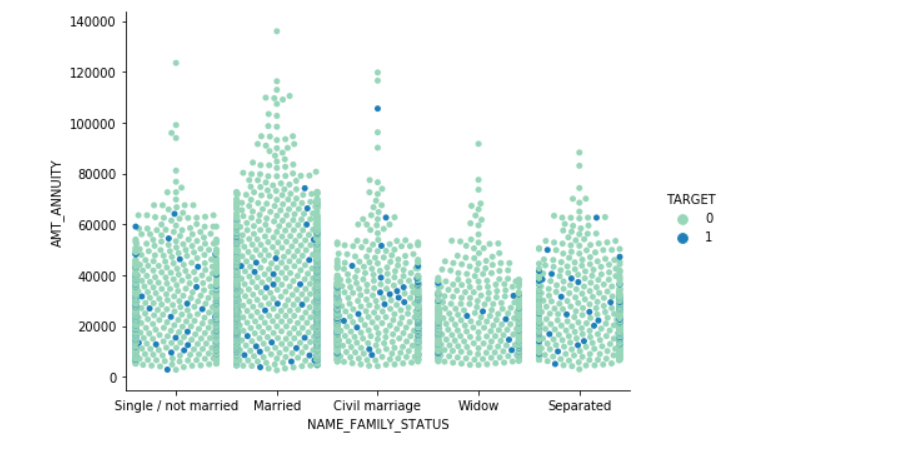 140000
120000
100000
80000
60000
40000
20000
0
AMT_ANNUITY
Single / not married Married Civil marriage Widow Separated
NAME_FAMILY_STATUS
TARGET
0
1